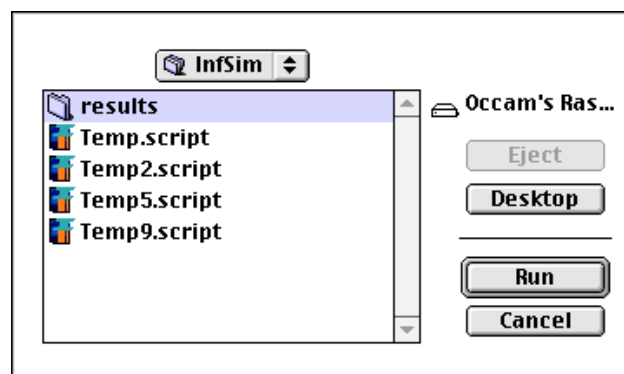 InfSim
results
Temp.script
Temp2.script
Temp5.script
Temp9.script
Occam's Ras...
Eject
Desktop
Run
Cancel